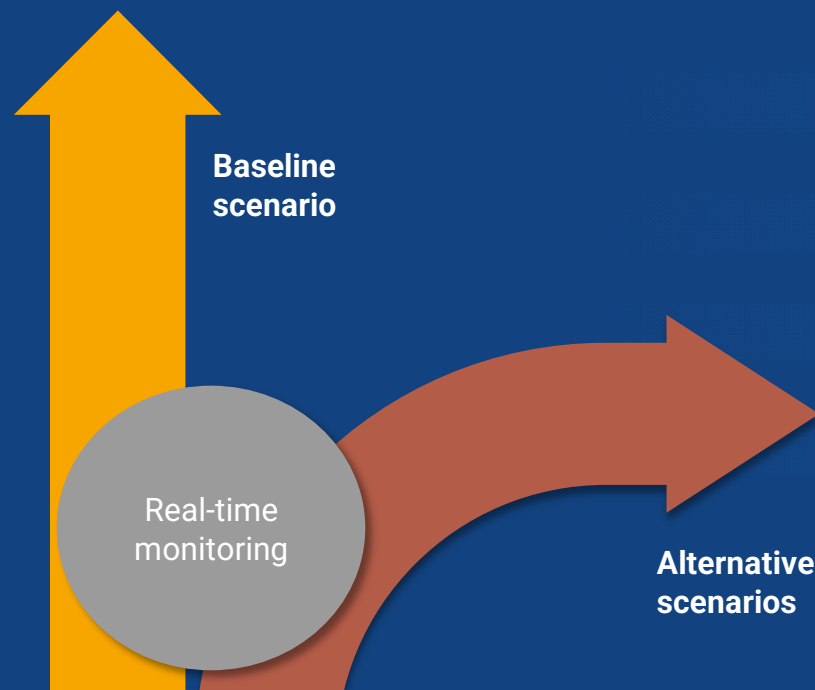 Baseline
scenario
Real-time
monitoring
Alternative
scenarios